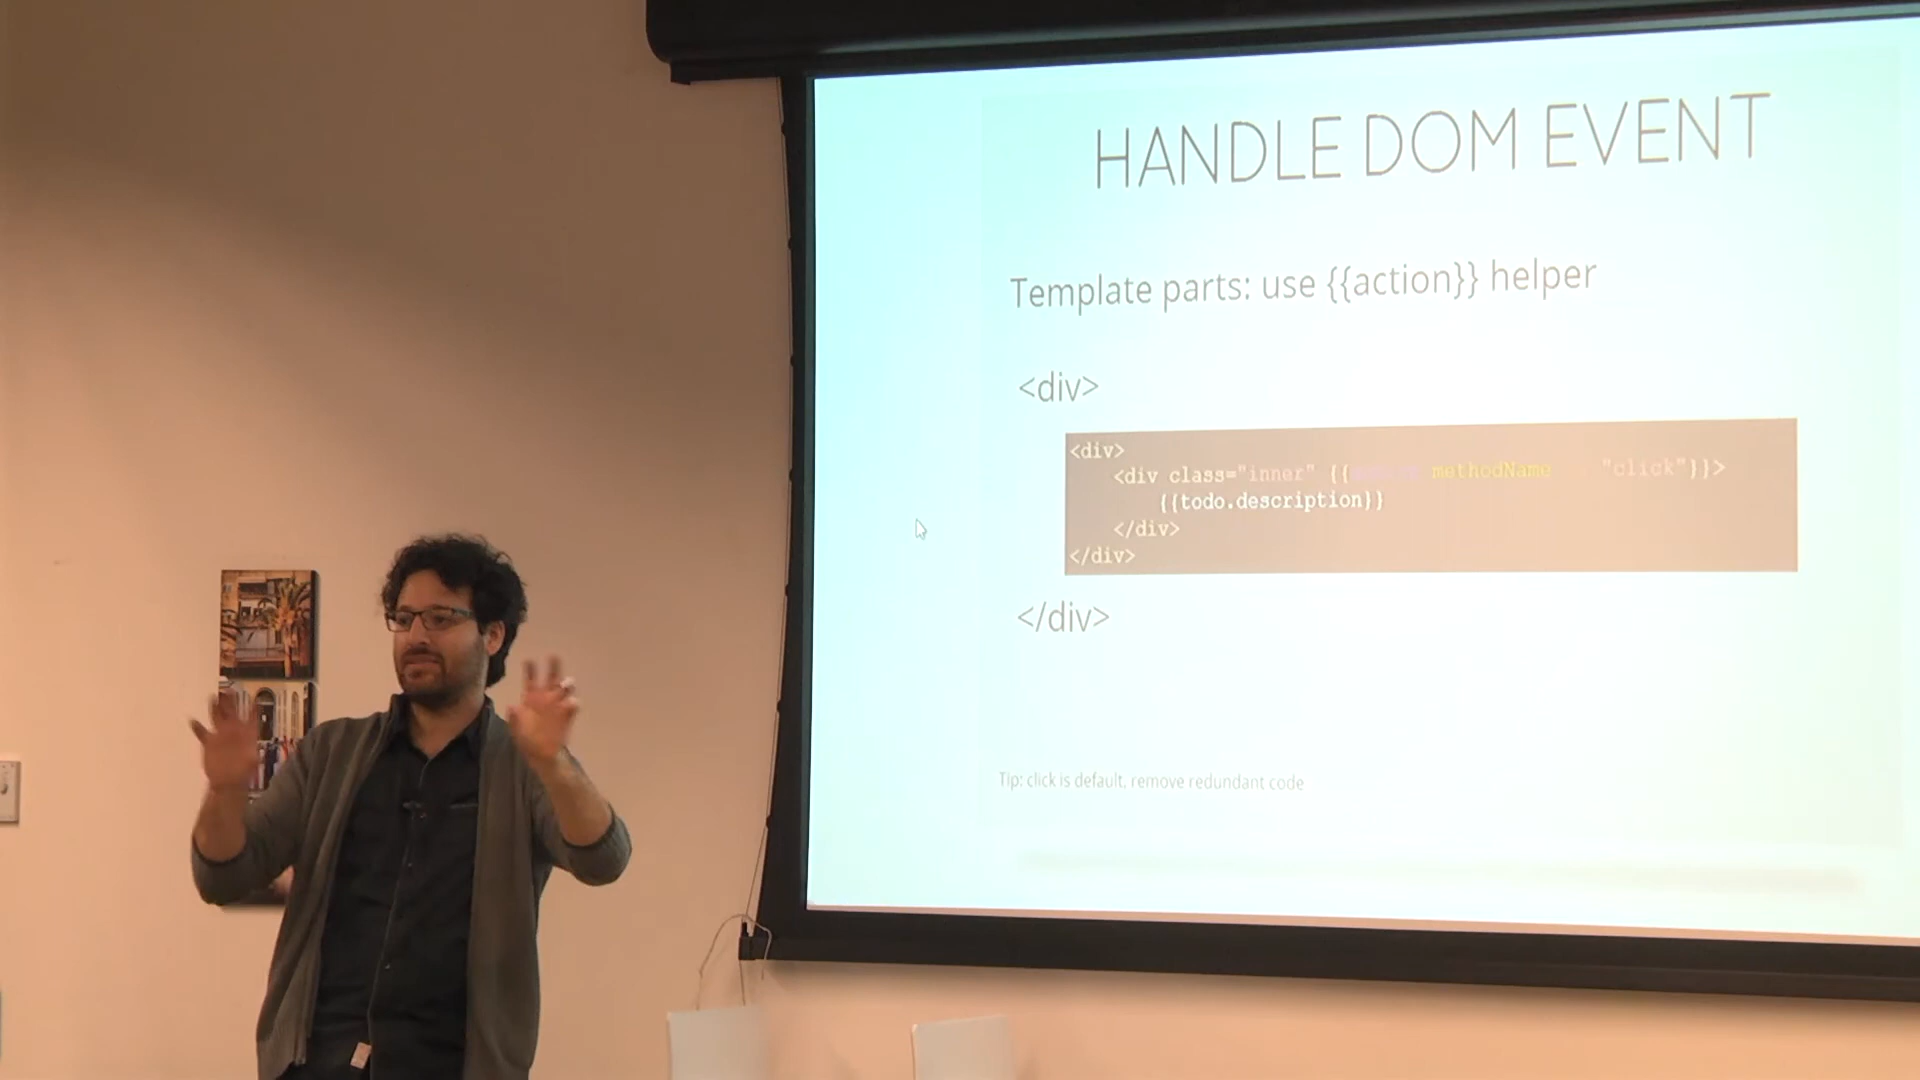 HANDLE DOM EVENT
Template parts: use {{action}} helper
<div>
<div>
<div class="inner" {{ methodName "click"}}>
{{todo.description}}
</div>
</div>
</div>
Tip: click is default, remove redundant code